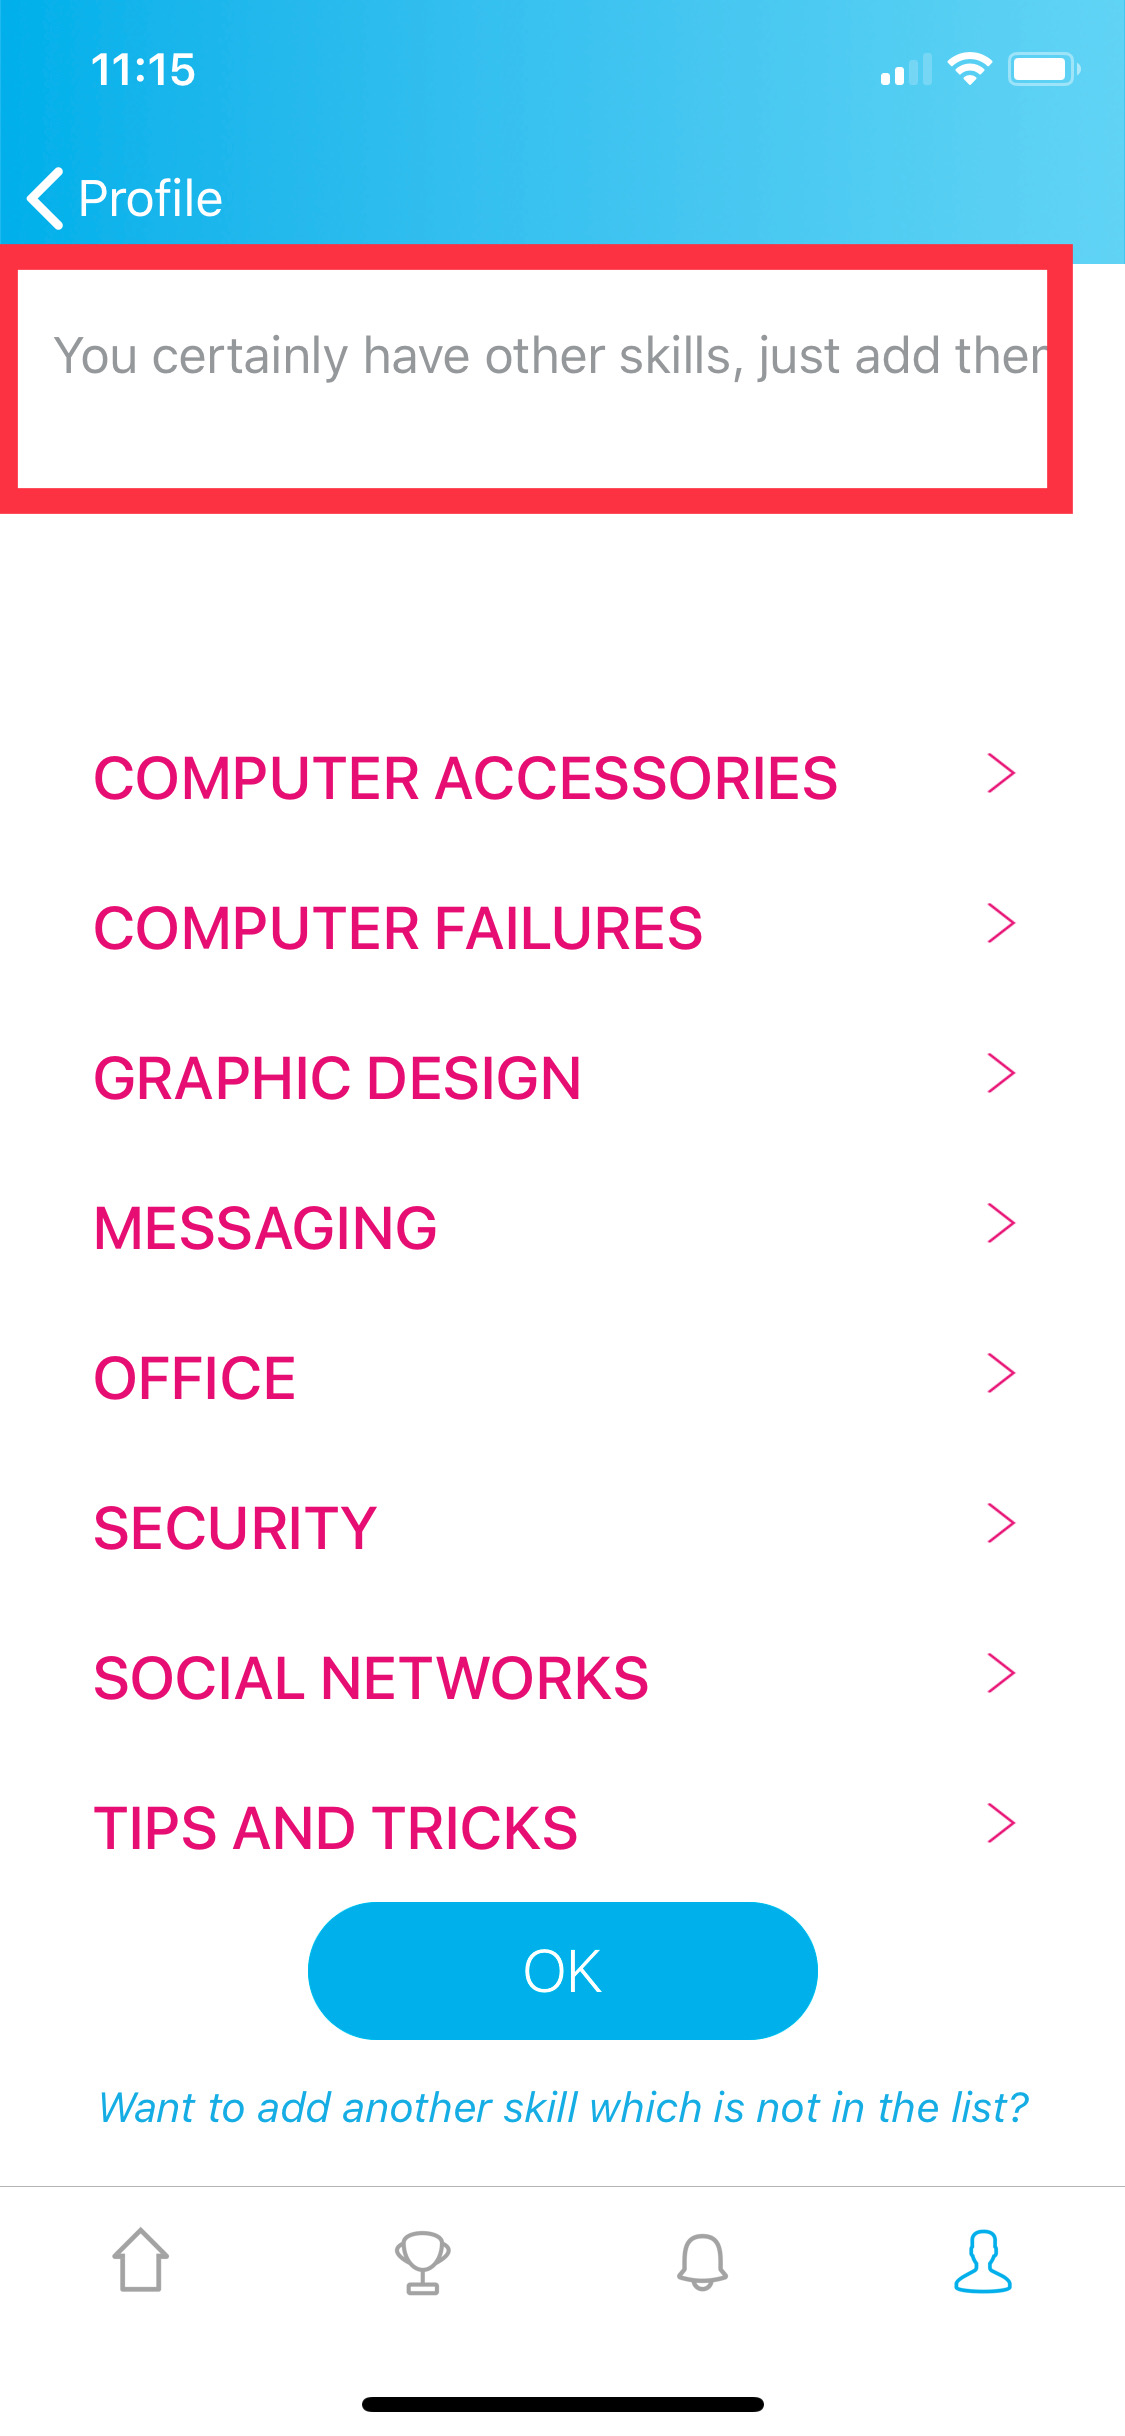 11:15
Profile
You certainly have other skills, just add
COMPUTER ACCESSORIES
COMPUTER FAILURES
GRAPHIC DESIGN
MESSAGING
OFFICE
SECURITY
SOCIAL NETWORKS
TIPS AND TRICKS
OK
Want to add another skill which is not in the list?